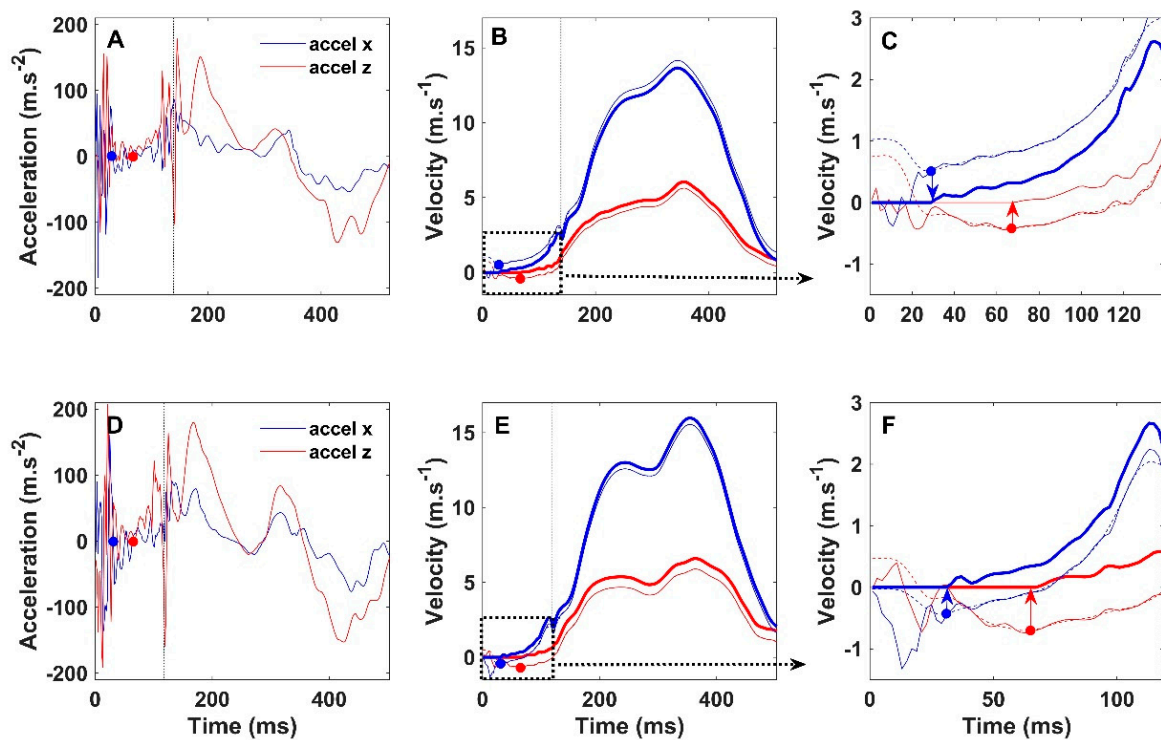 A
accel x
accel z
Acceleration (m.s-2)
200
100
0
-100
-200
0
200
400
B
Velocity (m.s-1)
15
10
5
0
0
200
400
C
Velocity (m.s-1)
3
2
1
0
-1
0
20
40
60
80
100
120
D
accel x
accel z
Acceleration (m.s-2)
200
100
0
-100
-200
0
200
400
Time (ms)
E
Velocity (m.s-1)
15
10
5
0
0
200
400
Time (ms)
F
Velocity (m.s-1)
3
2
1
0
-1
0
50
100
Time (ms)